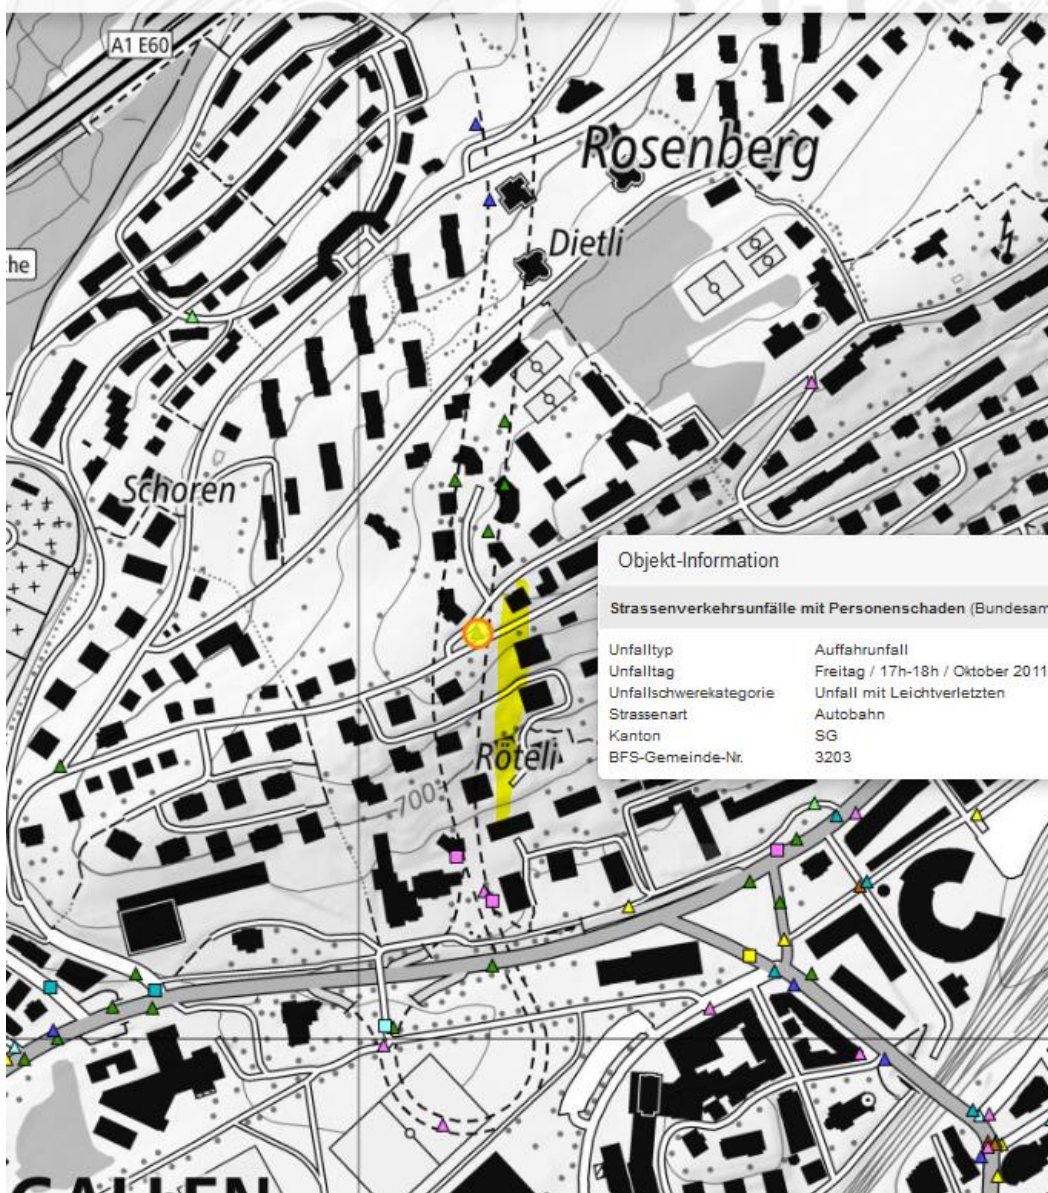 A1 E60
Rosenberg
Dietli
he
Schoren
Objekt-Information
Strassenverkehrsunfälle mit Personenschaden (Bundesam
Unfalltyp Auffahrunfall
Unfalltag Freitag / 17h-18h / Oktober 2011
Unfallschwerekategorie Unfall mit Leichtverletzten
Strassenart Autobahn
Kanton SG
BFS-Gemeinde-Nr. 3203
Röteli
700
GALLEN